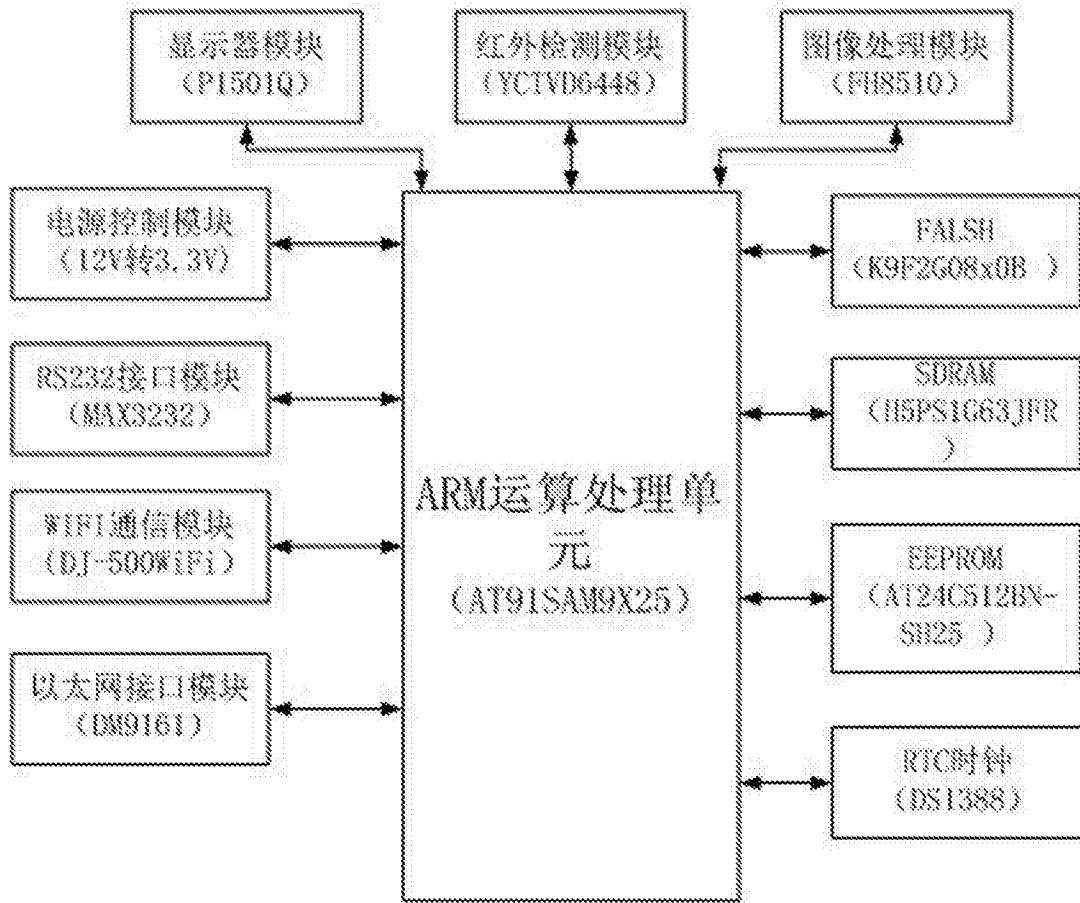 显示器模块
(P1501Q)
红外检测模块
(YCTVD6448)
图像处理模块
(FH8510)
电源控制模块
(12V转3.3V)
RS232接口模块
(MAX3232)
WIFI通信模块
(DJ-500WiFi)
以太网接口模块
(DM9161)
ARM运算处理单
元
(AT91SAM9X25)
FALSH
(K9F2G08x0B )
SDRAM
(H5PS1G63JFR
)
EEPROM
(AT24C512BN-
SH25 )
RTC时钟
(DS1388)